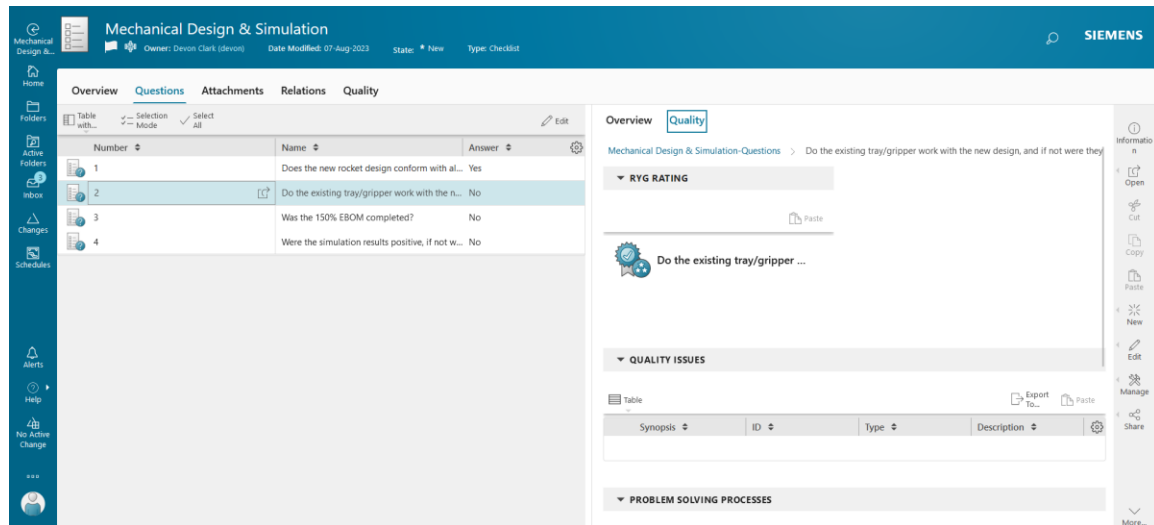 Mechanical Design &...
Home
Folders
Active Folders
Inbox
3
Changes
Schedules
Alerts
Help
No Active Change
Mechanical Design & Simulation
Owner: Devon Clark (devon) Date Modified: 07-Aug-2023 State: * New Type: Checklist
SIEMENS
Overview Questions Attachments Relations Quality
Table with... Selection Mode Select All Edit
Number Name Answer
1 Does the new rocket design conform with al... Yes
2 Do the existing tray/gripper work with the n... No
3 Was the 150% EBOM completed? No
4 Were the simulation results positive, if not w... No
Overview Quality
Mechanical Design & Simulation-Questions > Do the existing tray/gripper work with the new design, and if not were they
RYG RATING
Paste
Do the existing tray/gripper ...
QUALITY ISSUES
Table Export To... Paste
Synopsis ID Type Description
PROBLEM SOLVING PROCESSES
Informatio
n
Open
Cut
Copy
Paste
New
Edit
Manage
Share
More...